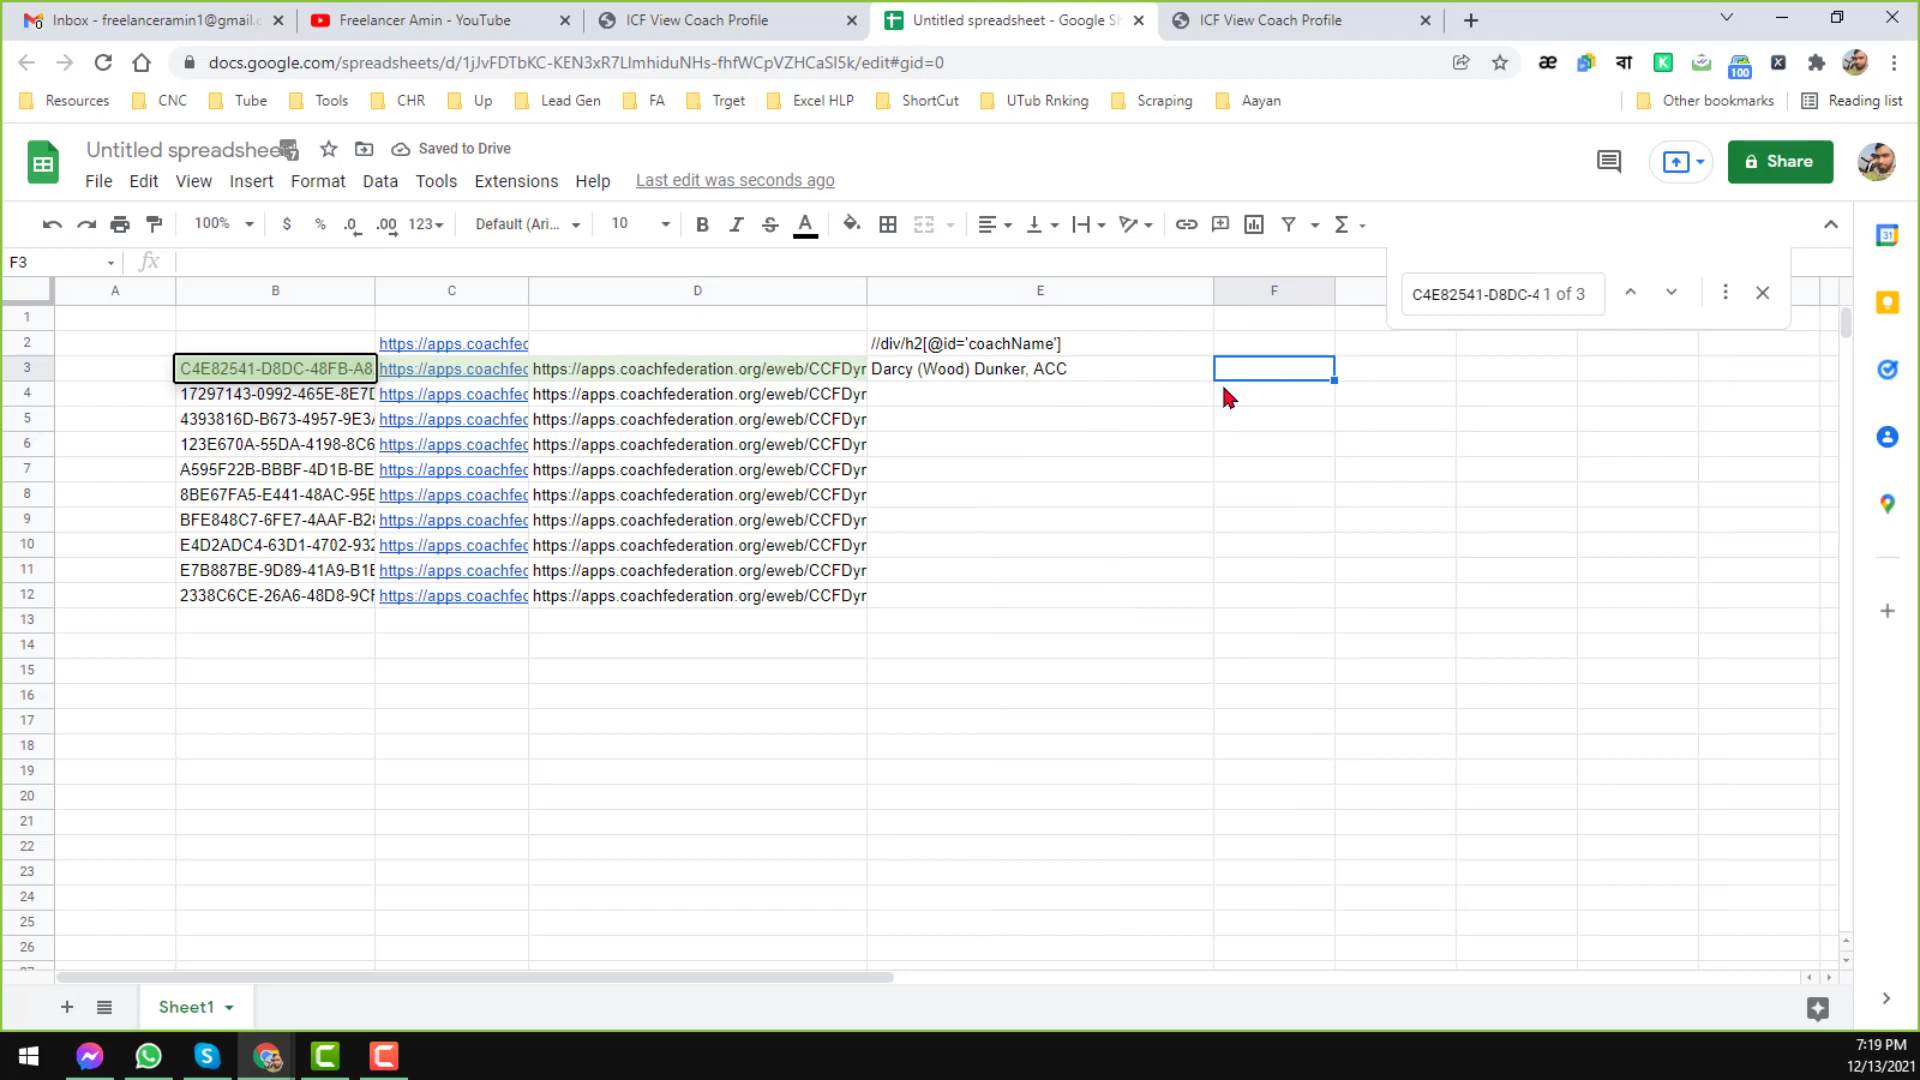 Inbox - freelanceramin1@gmail.c
Freelancer Amin - YouTube
ICF View Coach Profile
Untitled spreadsheet - Google Sh
ICF View Coach Profile
docs.google.com/spreadsheets/d/1jJvFDTbKC-KEN3xR7LlmhiduNHs-fhfWCpVZHCaSI5k/edit#gid=0
100
Resources CNC Tube Tools CHR Up Lead Gen FA Trget Excel HLP ShortCut UTub Rnking Scraping Aayan Other bookmarks Reading list
Untitled spreadshee Saved to Drive
Share
File Edit View Insert Format Data Tools Extensions Help Last edit was seconds ago
100% $ % .0 .00 123 Default (Ari... 10 B I S A
31
F3 fx
C4E82541-D8DC-4 1 of 3
A B C D E F
1
2 https://apps.coachfec //div/h2[@id='coachName']
3 C4E82541-D8DC-48FB-A8 https://apps.coachfec https://apps.coachfederation.org/eweb/CCFDyr Darcy (Wood) Dunker, ACC
4 17297143-0992-465E-8E7D https://apps.coachfec https://apps.coachfederation.org/eweb/CCFDyr
5 4393816D-B673-4957-9E3A https://apps.coachfec https://apps.coachfederation.org/eweb/CCFDyr
6 123E670A-55DA-4198-8C6 https://apps.coachfec https://apps.coachfederation.org/eweb/CCFDyr
7 A595F22B-BBBF-4D1B-BE https://apps.coachfec https://apps.coachfederation.org/eweb/CCFDyr
8 8BE67FA5-E441-48AC-95E https://apps.coachfec https://apps.coachfederation.org/eweb/CCFDyr
9 BFE848C7-6FE7-4AAF-B28 https://apps.coachfec https://apps.coachfederation.org/eweb/CCFDyr
10 E4D2ADC4-63D1-4702-932 https://apps.coachfec https://apps.coachfederation.org/eweb/CCFDyr
11 E7B887BE-9D89-41A9-B1E https://apps.coachfec https://apps.coachfederation.org/eweb/CCFDyr
12 2338C6CE-26A6-48D8-9CF https://apps.coachfec https://apps.coachfederation.org/eweb/CCFDyr
13
14
15
16
17
18
19
20
21
22
23
24
25
26
Sheet1
7:19 PM
12/13/2021